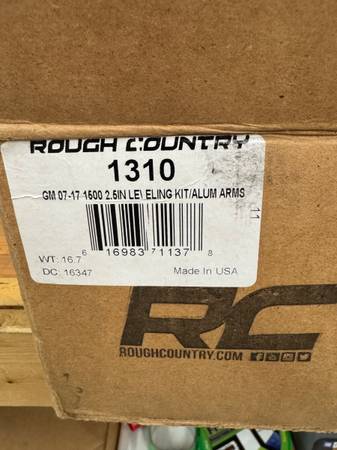 ROUGH COUNTRY
1310
GM 07-17 1500 2.5IN LEVELING KIT/ALUM ARMS
11
6 16983 71137 8
WT: 16.7
DC: 16347
Made In USA
RC
ROUGHCOUNTRY.COM